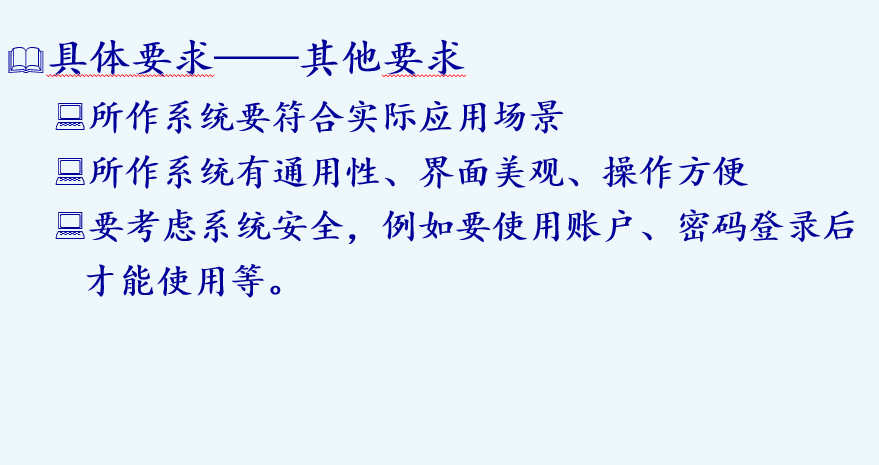 具体要求——其他要求
所作系统要符合实际应用场景
所作系统有通用性、界面美观、操作方便
要考虑系统安全，例如要使用账户、密码登录后
才能使用等。